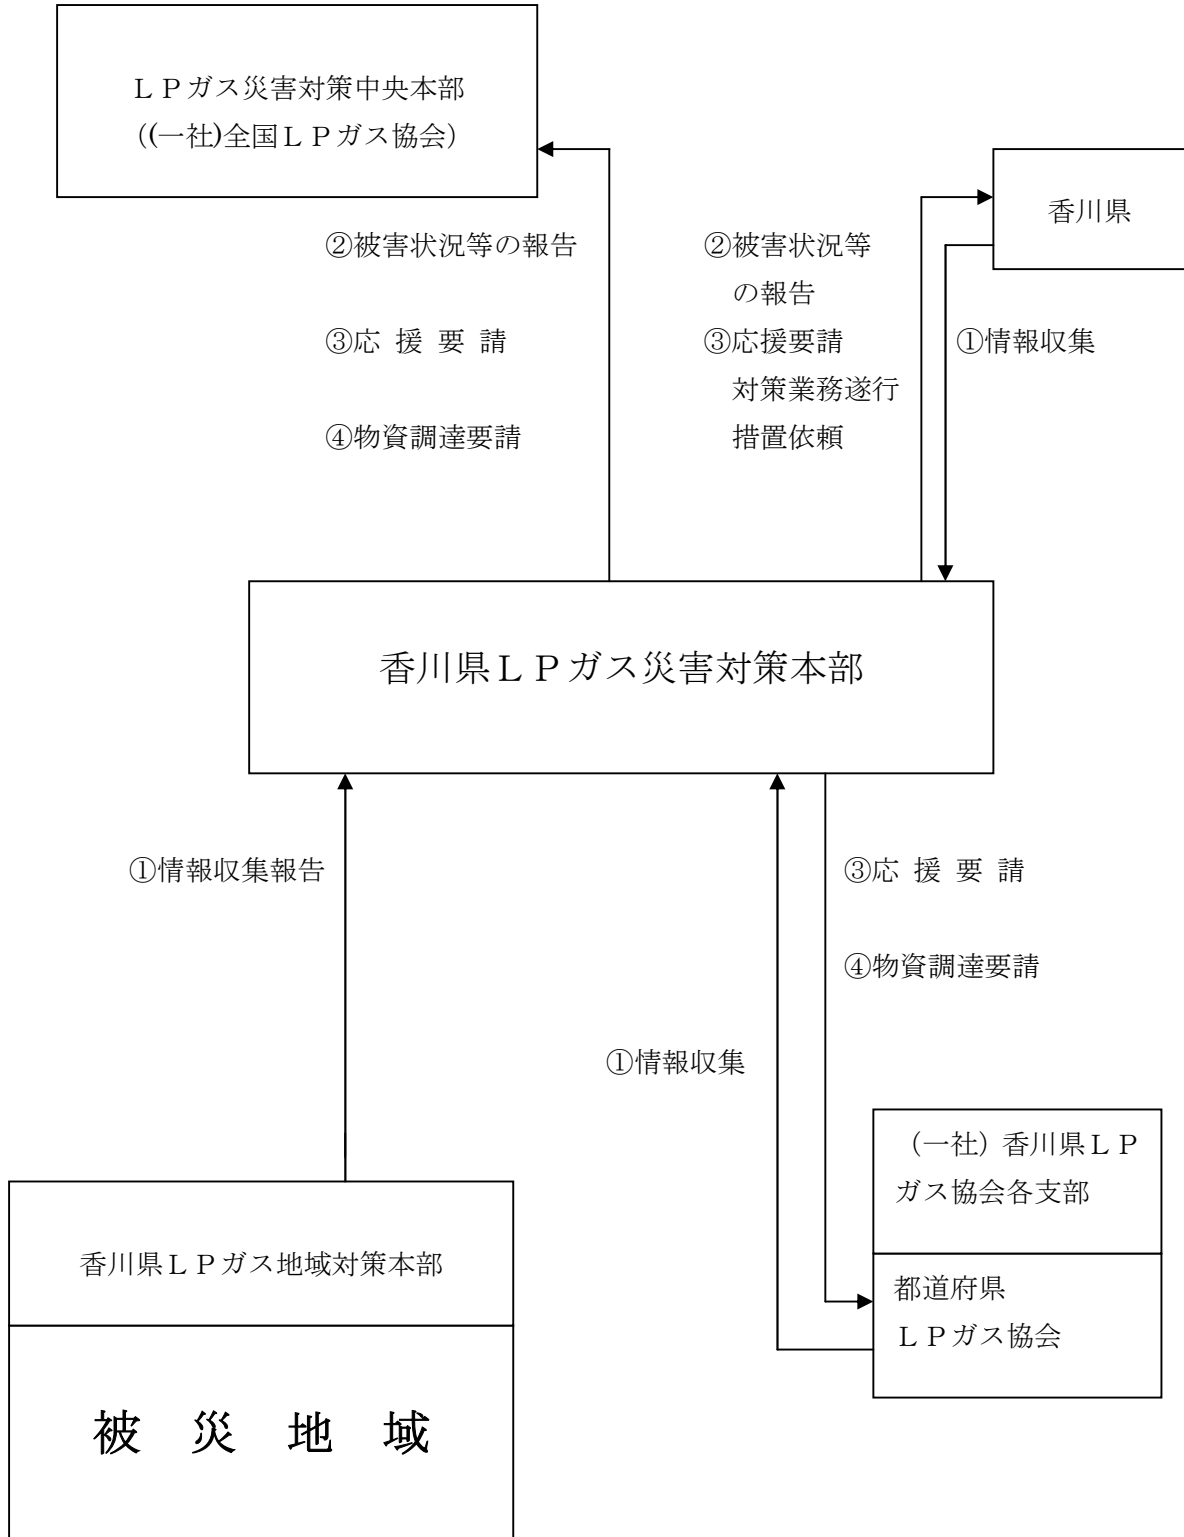 ＬＰガス災害対策中央本部
（(一社)全国ＬＰガス協会）
香川県
②被害状況等の報告
③応 援 要 請
④物資調達要請
②被害状況等
の報告
③応援要請
対策業務遂行
措置依頼
①情報収集
香川県ＬＰガス災害対策本部
①情報収集報告
③応 援 要 請
④物資調達要請
①情報収集
（一社）香川県ＬＰ
ガス協会各支部
都道府県
ＬＰガス協会
香川県ＬＰガス地域対策本部
被 災 地 域